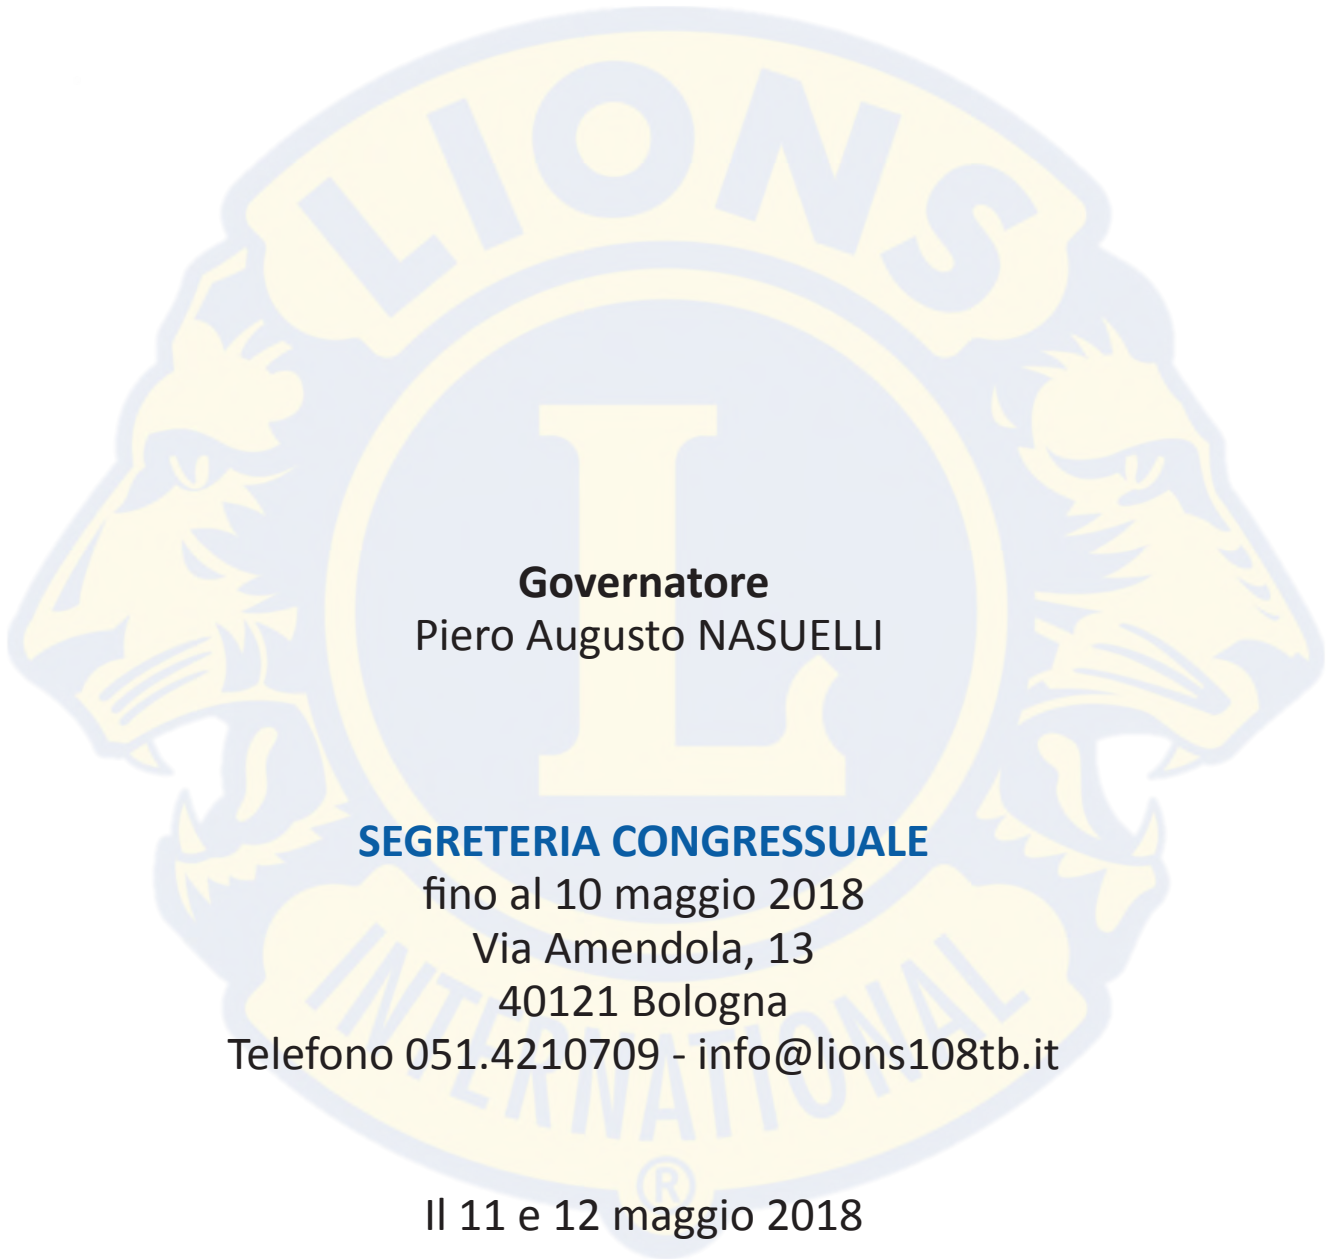 LIONS
L
Governatore
Piero Augusto NASUELLI
SEGRETERIA CONGRESSUALE
fino al 10 maggio 2018
Via Amendola, 13
40121 Bologna
Telefono 051.4210709 - info@lions108tb.it
INTERNATIONAL
®
Il 11 e 12 maggio 2018